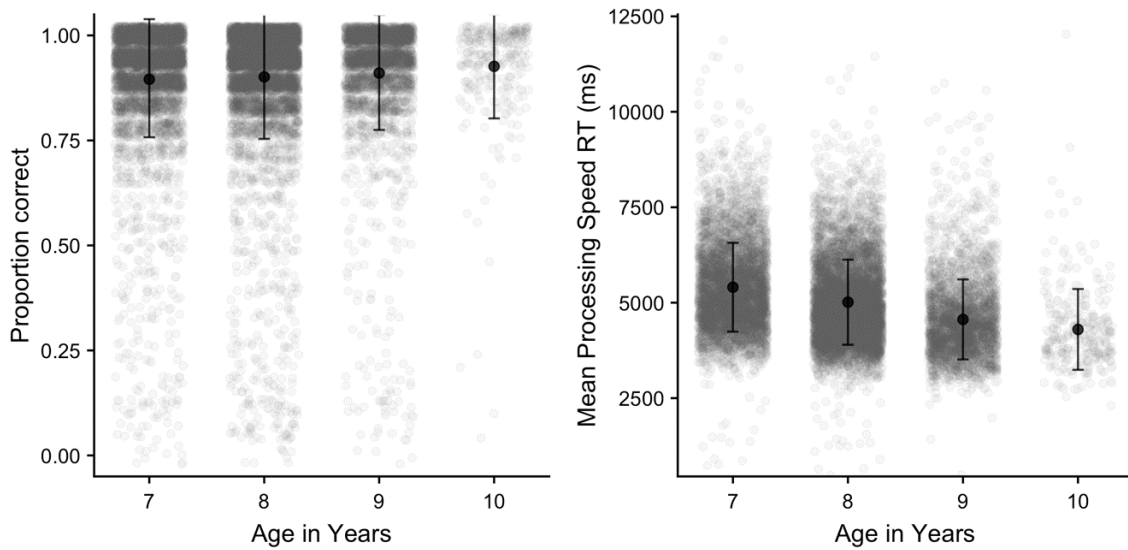 Proportion correct
1.00
0.75
0.50
0.25
0.00
7 8 9 10
Age in Years
Mean Processing Speed RT (ms)
12500
10000
7500
5000
2500
7 8 9 10
Age in Years